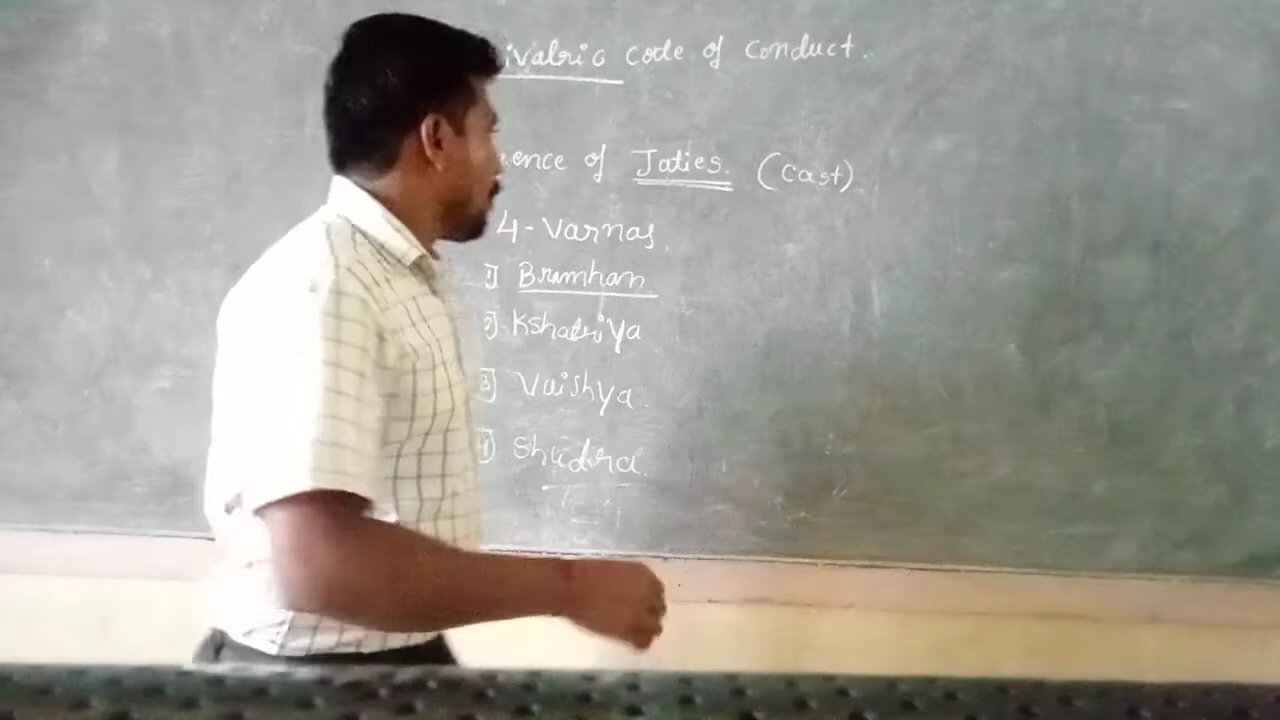 ivalric code of conduct.
ence of Jaties. (cast).
4-Varnas.
1] Bramhan
2] Kshatriya
3] Vaishya.
4] Shudra.